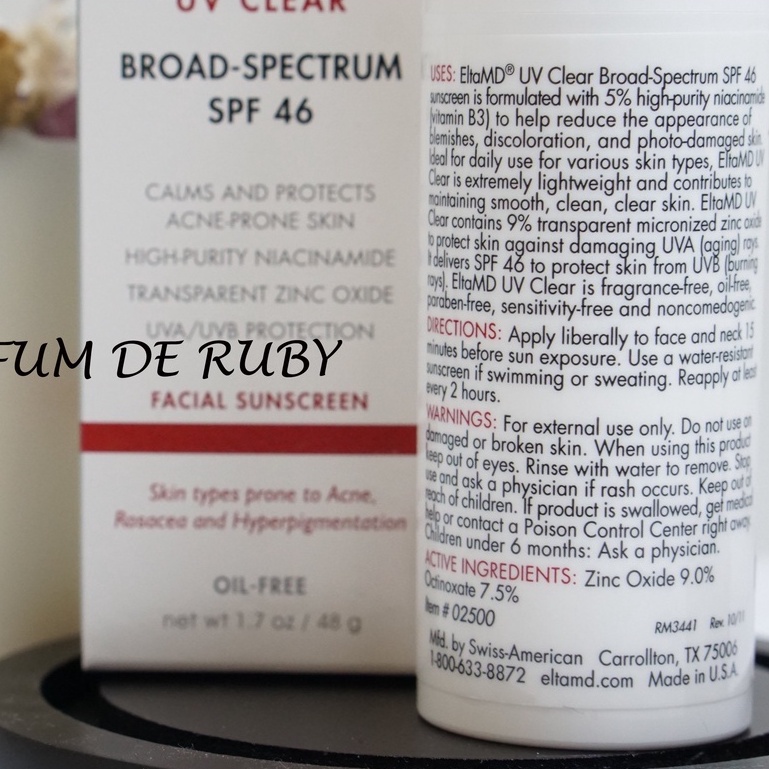 UV CLEAR
BROAD-SPECTRUM
SPF 46
CALMS AND PROTECTS
ACNE-PRONE SKIN
HIGH-PURITY NIACINAMIDE
TRANSPARENT ZINC OXIDE
UVA/UVB PROTECTION
FUM DE RUBY
FACIAL SUNSCREEN
Skin types prone to Acne,
Rosacea and Hyperpigmentation
OIL-FREE
net wt 1.7 oz / 48 g
USES: EltaMD® UV Clear Broad-Spectrum SPF 46
sunscreen is formulated with 5% high-purity niacinamide
(vitamin B3) to help reduce the appearance of
blemishes, discoloration, and photo-damaged skin.
Ideal for daily use for various skin types, EltaMD UV
Clear is extremely lightweight and contributes to
maintaining smooth, clean, clear skin. EltaMD UV
Clear contains 9% transparent micronized zinc oxide
to protect skin against damaging UVA (aging) rays.
It delivers SPF 46 to protect skin from UVB (burning
rays). EltaMD UV Clear is fragrance-free, oil-free,
paraben-free, sensitivity-free and noncomedogenic.
DIRECTIONS: Apply liberally to face and neck 15
minutes before sun exposure. Use a water-resistant
sunscreen if swimming or sweating. Reapply at least
every 2 hours.
WARNINGS: For external use only. Do not use on
damaged or broken skin. When using this product
keep out of eyes. Rinse with water to remove. Stop
use and ask a physician if rash occurs. Keep out of
reach of children. If product is swallowed, get medical
help or contact a Poison Control Center right away.
Children under 6 months: Ask a physician.
ACTIVE INGREDIENTS: Zinc Oxide 9.0%
Octinoxate 7.5%
Item # 02500
RM3441 Rev. 10/11
Mfd. by Swiss-American Carrollton, TX 75006
1-800-633-8872 eltamd.com Made in U.S.A.